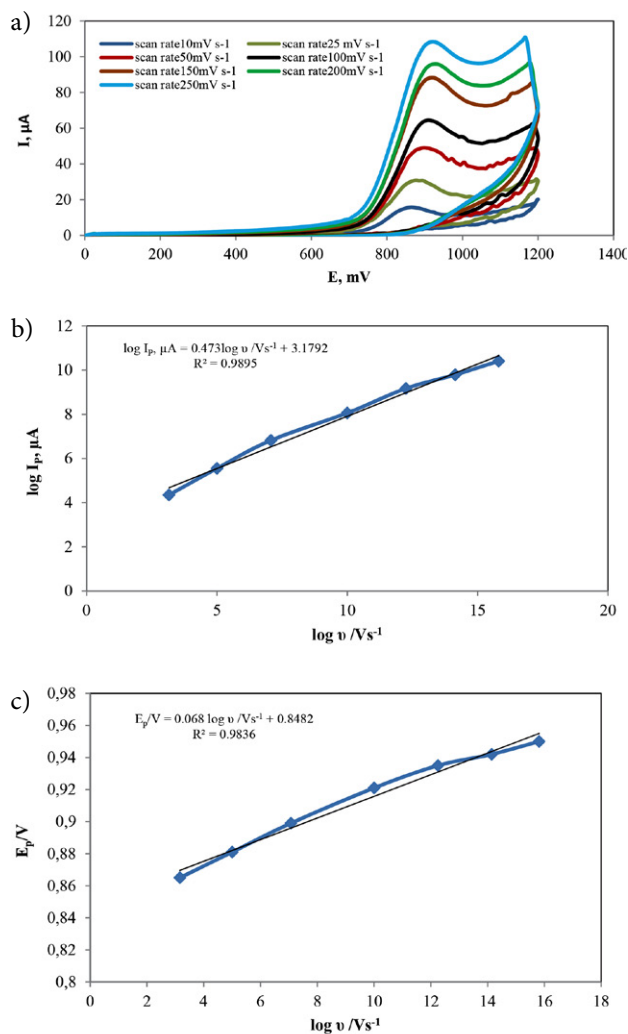 a)
120
100
80
60
40
20
0
I, µA
scan rate10mV s-1
scan rate25 mV s-1
scan rate50mV s-1
scan rate100mV s-1
scan rate150mV s-1
scan rate200mV s-1
scan rate250mV s-1
0 200 400 600 800 1000 1200 1400
E, mV
b)
12
10
8
6
4
2
0
log IP, µA
log IP, µA = 0.473log υ /Vs-1 + 3.1792
R² = 0.9895
0 5 10 15 20
log υ /Vs-1
c)
0,98
0,96
0,94
0,92
0,9
0,88
0,86
0,84
0,82
0,8
Ep/V
Ep/V = 0.068 log υ /Vs-1 + 0.8482
R² = 0.9836
0 2 4 6 8 10 12 14 16 18
log υ /Vs-1